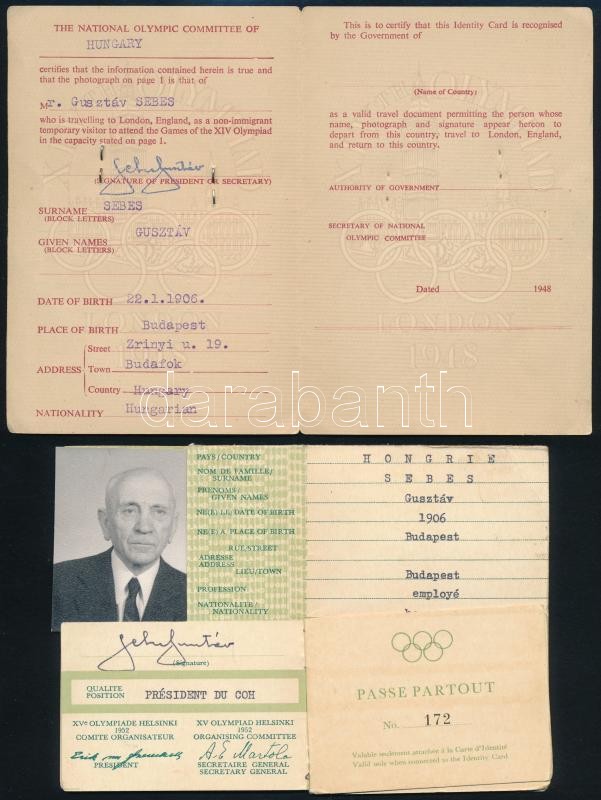 THE NATIONAL OLYMPIC COMMITTEE OF
HUNGARY
certifies that the information contained herein is true and
that the photograph on page 1 is that of
Mr. Gusztáv SEBES
who is travelling to London, England, as a non-immigrant
temporary visitor to attend the Games of the XIV Olympiad
in the capacity stated on page 1.
(SIGNATURE OF PRESIDENT OR SECRETARY)
SURNAME SEBES
(BLOCK LETTERS)
GIVEN NAMES GUSZTÁV
(BLOCK LETTERS)
DATE OF BIRTH 22.1.1906.
PLACE OF BIRTH Budapest
Street Zrinyi u. 19.
ADDRESS Town Budafok
Country Hungary
NATIONALITY Hungarian
This is to certify that this Identity Card is recognised
by the Government of
(Name of Country)
as a valid travel document permitting the person whose
name, photograph and signature appear hereon to
depart from this country, travel to London, England,
and return to this country.
AUTHORITY OF GOVERNMENT
SECRETARY OF NATIONAL
OLYMPIC COMMITTEE
Dated 1948
LONDON
1948
darabanth
PAYS/COUNTRY
NOM DE FAMILLE/
SURNAME
PRENOMS/
GIVEN NAMES
NE(E) LE/DATE OF BIRTH
NE(E) A PLACE OF BIRTH
RUE/STREET
ADRESSE
ADDRESS
LIEU/TOWN
PROFESSION
NATIONALITE/
NATIONALITY
HONGRIE
SEBES
Gusztáv
1906
Budapest
Budapest
employé
(Signature)
QUALITE
POSITION
PRÉSIDENT DU COH
XVe OLYMPIADE HELSINKI
1952
COMITE ORGANISATEUR
PRÉSIDENT
XV OLYMPIAD HELSINKI
1952
ORGANISING COMMITTEE
SECRETAIRE GENERAL
SECRETARY GENERAL
PASSE PARTOUT
No. 172
Valable seulement attachée à la Carte d'Identité
Valid only when connected to the Identity Card